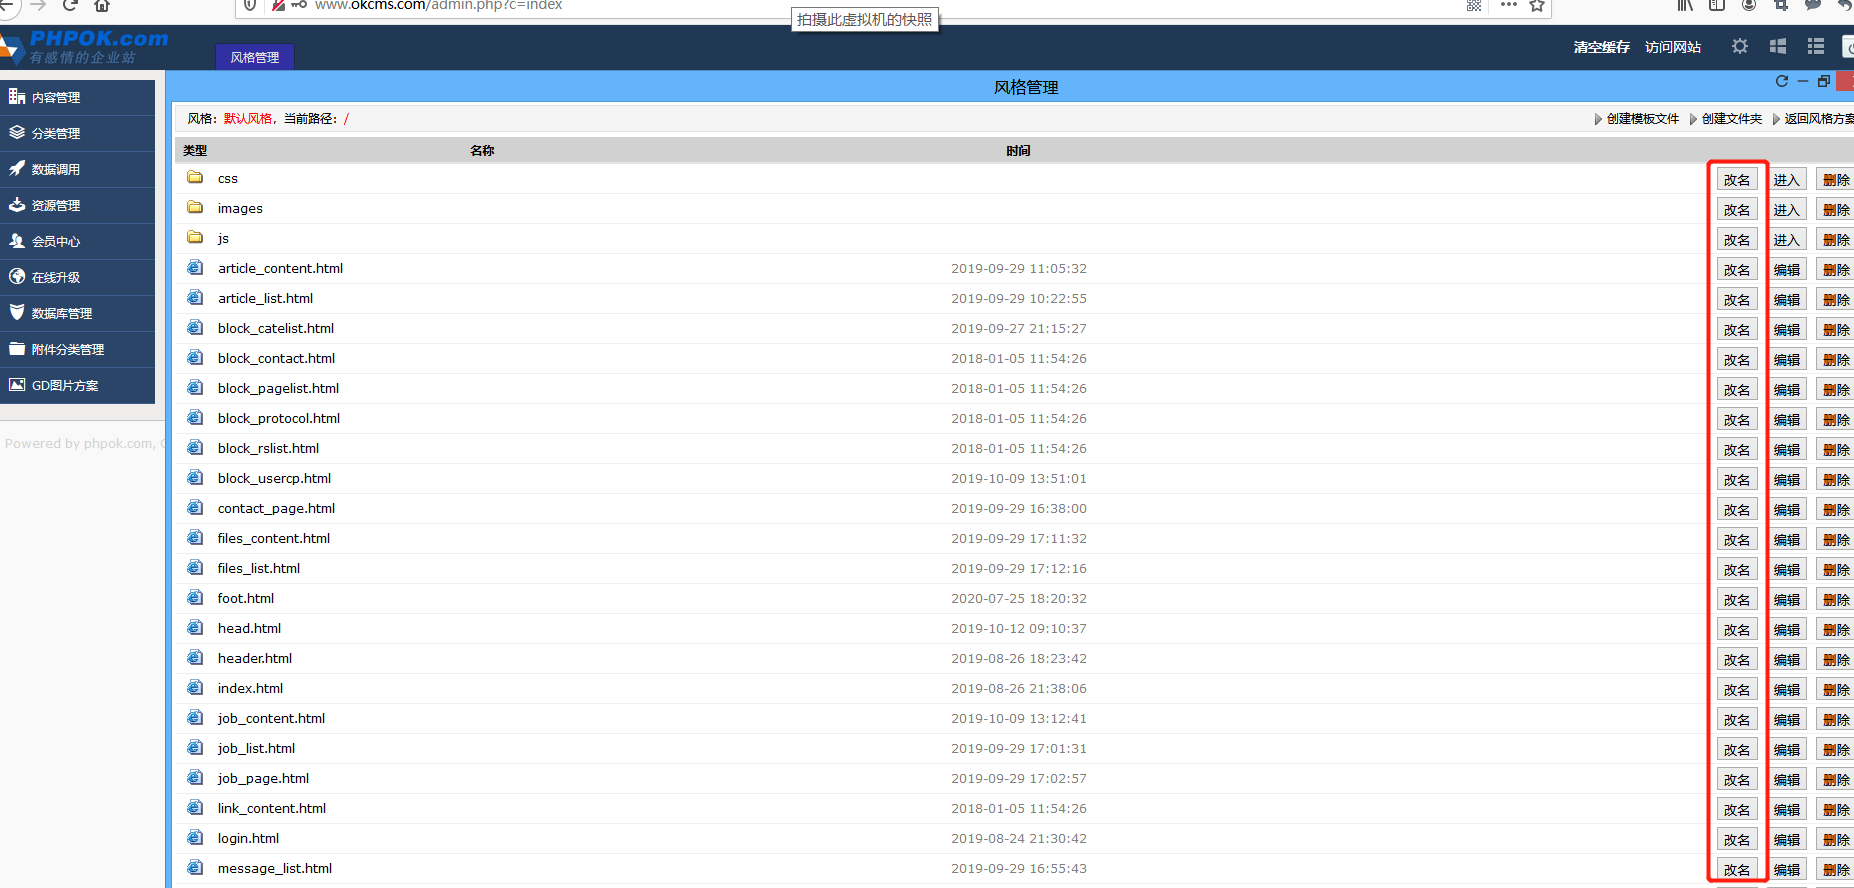 www.okcms.com/admin.php?c=index
拍摄此虚拟机的快照
PHPOK.com
有感情的企业站
风格管理
清空缓存 访问网站
内容管理
分类管理
数据调用
资源管理
会员中心
在线升级
数据库管理
附件分类管理
GD图片方案
Powered by phpok.com,
风格管理
风格：默认风格，当前路径：/
创建模板文件 创建文件夹 返回风格方案
类型 名称 时间
css 改名 进入 删除
images 改名 进入 删除
js 改名 进入 删除
article_content.html 2019-09-29 11:05:32 改名 编辑 删除
article_list.html 2019-09-29 10:22:55 改名 编辑 删除
block_catelist.html 2019-09-27 21:15:27 改名 编辑 删除
block_contact.html 2018-01-05 11:54:26 改名 编辑 删除
block_pagelist.html 2018-01-05 11:54:26 改名 编辑 删除
block_protocol.html 2018-01-05 11:54:26 改名 编辑 删除
block_rslist.html 2018-01-05 11:54:26 改名 编辑 删除
block_usercp.html 2019-10-09 13:51:01 改名 编辑 删除
contact_page.html 2019-09-29 16:38:00 改名 编辑 删除
files_content.html 2019-09-29 17:11:32 改名 编辑 删除
files_list.html 2019-09-29 17:12:16 改名 编辑 删除
foot.html 2020-07-25 18:20:32 改名 编辑 删除
head.html 2019-10-12 09:10:37 改名 编辑 删除
header.html 2019-08-26 18:23:42 改名 编辑 删除
index.html 2019-08-26 21:38:06 改名 编辑 删除
job_content.html 2019-10-09 13:12:41 改名 编辑 删除
job_list.html 2019-09-29 17:01:31 改名 编辑 删除
job_page.html 2019-09-29 17:02:57 改名 编辑 删除
link_content.html 2018-01-05 11:54:26 改名 编辑 删除
login.html 2019-08-24 21:30:42 改名 编辑 删除
message_list.html 2019-09-29 16:55:43 改名 编辑 删除